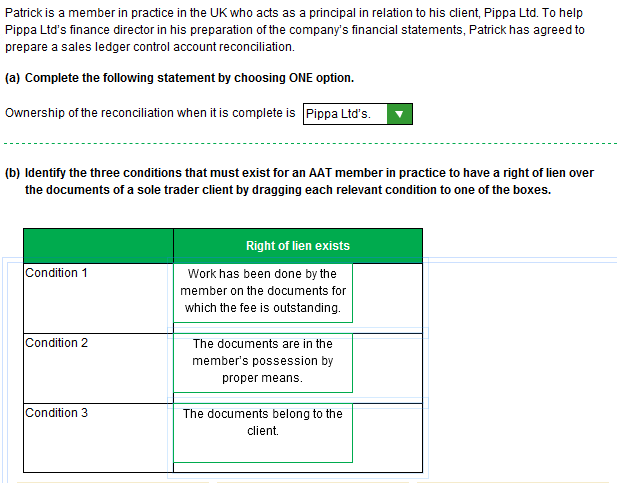 Patrick is a member in practice in the UK who acts as a principal in relation to his client, Pippa Ltd. To help
Pippa Ltd's finance director in his preparation of the company's financial statements, Patrick has agreed to
prepare a sales ledger control account reconciliation.
(a) Complete the following statement by choosing ONE option.
Ownership of the reconciliation when it is complete is Pippa Ltd's.
(b) Identify the three conditions that must exist for an AAT member in practice to have a right of lien over
the documents of a sole trader client by dragging each relevant condition to one of the boxes.
Right of lien exists
Condition 1
Work has been done by the
member on the documents for
which the fee is outstanding.
Condition 2
The documents are in the
member's possession by
proper means.
Condition 3
The documents belong to the
client.